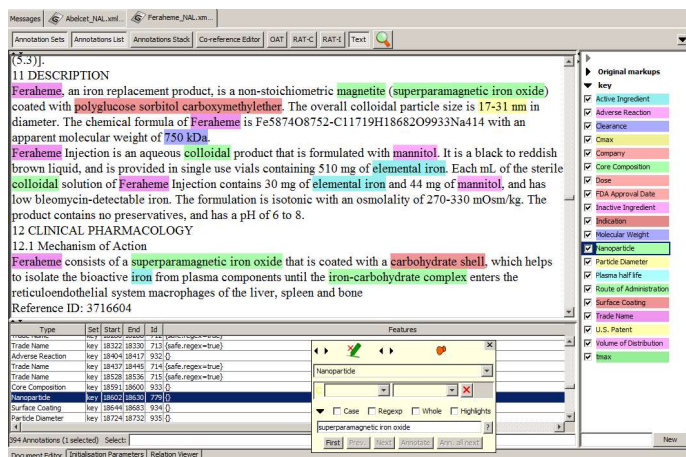 Messages Abelcet_NAL.xml... Feraheme_NAL.xm...
Annotation Sets Annotations List Annotations Stack Co-reference Editor OAT RAT-C RAT-I Text
(5.3)].
11 DESCRIPTION
Feraheme, an iron replacement product, is a non-stoichiometric magnetite (superparamagnetic iron oxide)
coated with polyglucose sorbitol carboxymethylether. The overall colloidal particle size is 17-31 nm in
diameter. The chemical formula of Feraheme is Fe5874O8752-C11719H18682O9933Na414 with an
apparent molecular weight of 750 kDa.
Feraheme Injection is an aqueous colloidal product that is formulated with mannitol. It is a black to reddish
brown liquid, and is provided in single use vials containing 510 mg of elemental iron. Each mL of the sterile
colloidal solution of Feraheme Injection contains 30 mg of elemental iron and 44 mg of mannitol, and has
low bleomycin-detectable iron. The formulation is isotonic with an osmolality of 270-330 mOsm/kg. The
product contains no preservatives, and has a pH of 6 to 8.
12 CLINICAL PHARMACOLOGY
12.1 Mechanism of Action
Feraheme consists of a superparamagnetic iron oxide that is coated with a carbohydrate shell, which helps
to isolate the bioactive iron from plasma components until the iron-carbohydrate complex enters the
reticuloendothelial system macrophages of the liver, spleen and bone
Reference ID: 3716604
Original markups
key
Active Ingredient
Adverse Reaction
Clearance
Cmax
Company
Core Composition
Dose
FDA Approval Date
Inactive Ingredient
Indication
Molecular Weight
Nanoparticle
Particle Diameter
Plasma half life
Route of Administration
Surface Coating
Trade Name
U.S. Patent
Volume of Distribution
tmax
New
Type Set Start End Id Features
Trade Name key 18322 18330 713 {safe.regex=true}
Adverse Reaction key 18404 18417 932 {}
Trade Name key 18437 18445 714 {safe.regex=true}
Trade Name key 18528 18536 715 {safe.regex=true}
Core Composition key 18591 18600 933 {}
Nanoparticle key 18602 18630 779 {}
Surface Coating key 18644 18683 934 {}
Particle Diameter key 18724 18732 935 {}
394 Annotations (1 selected) Select:
Nanoparticle
Case Regexp Whole Highlights
superparamagnetic iron oxide ?
First Prev. Next Annotate Ann. all next
Document Editor Initialisation Parameters Relation Viewer